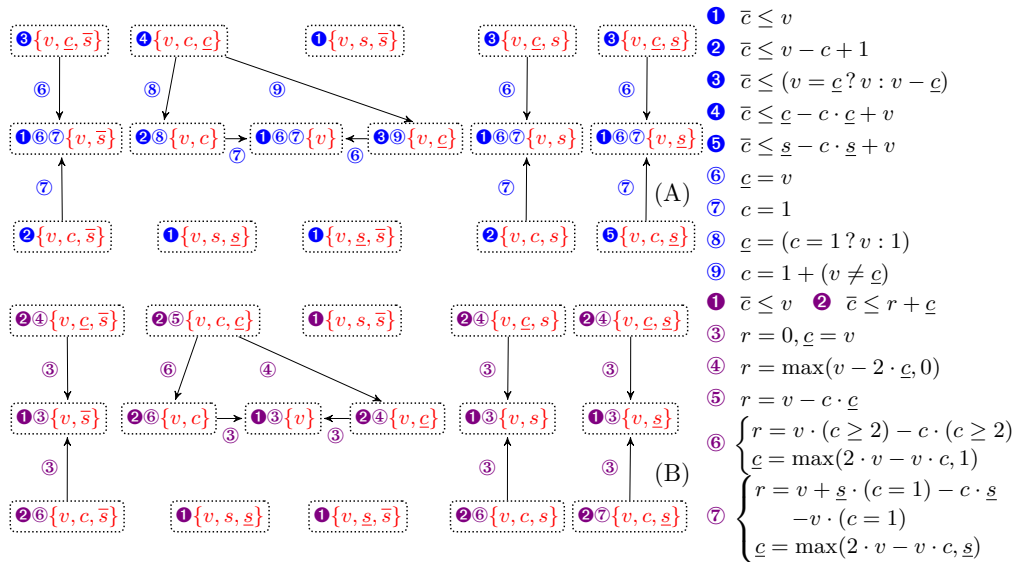 ❸{v, c̲, s̅} ❹{v, c, c̲} ❶{v, s, s̅} ❸{v, c̲, s} ❸{v, c̲, s̲}
⑥ ⑧ ⑨ ⑥ ⑥
❶⑥⑦{v, s̅} ❷⑧{v, c} ❶⑥⑦{v} ❸⑨{v, c̲} ❶⑥⑦{v, s} ❶⑥⑦{v, s̲}
⑦ ⑥
⑦ ⑦ ⑦
(A)
❷{v, c, s̅} ❶{v, s, s̲} ❶{v, s̲, s̅} ❷{v, c, s} ❺{v, c, s̲}
❷④{v, c̲, s̅} ❷⑤{v, c, c̲} ❶{v, s, s̅} ❷④{v, c̲, s} ❷④{v, c̲, s̲}
③ ⑥ ④ ③ ③
❶③{v, s̅} ❷⑥{v, c} ❶③{v} ❷④{v, c̲} ❶③{v, s} ❶③{v, s̲}
③ ③
③ ③ ③
(B)
❷⑥{v, c, s̅} ❶{v, s, s̲} ❶{v, s̲, s̅} ❷⑥{v, c, s} ❷⑦{v, c, s̲}
❶ c̅ ≤ v
❷ c̅ ≤ v − c + 1
❸ c̅ ≤ (v = c̲ ? v : v − c̲)
❹ c̅ ≤ c̲ − c · c̲ + v
❺ c̅ ≤ s̲ − c · s̲ + v
⑥ c̲ = v
⑦ c = 1
⑧ c̲ = (c = 1 ? v : 1)
⑨ c = 1 + (v ≠ c̲)
❶ c̅ ≤ v ❷ c̅ ≤ r + c̲
③ r = 0, c̲ = v
④ r = max(v − 2 · c̲, 0)
⑤ r = v − c · c̲
⑥ { r = v · (c ≥ 2) − c · (c ≥ 2)
c̲ = max(2 · v − v · c, 1)
⑦ { r = v + s̲ · (c = 1) − c · s̲
−v · (c = 1)
c̲ = max(2 · v − v · c, s̲)